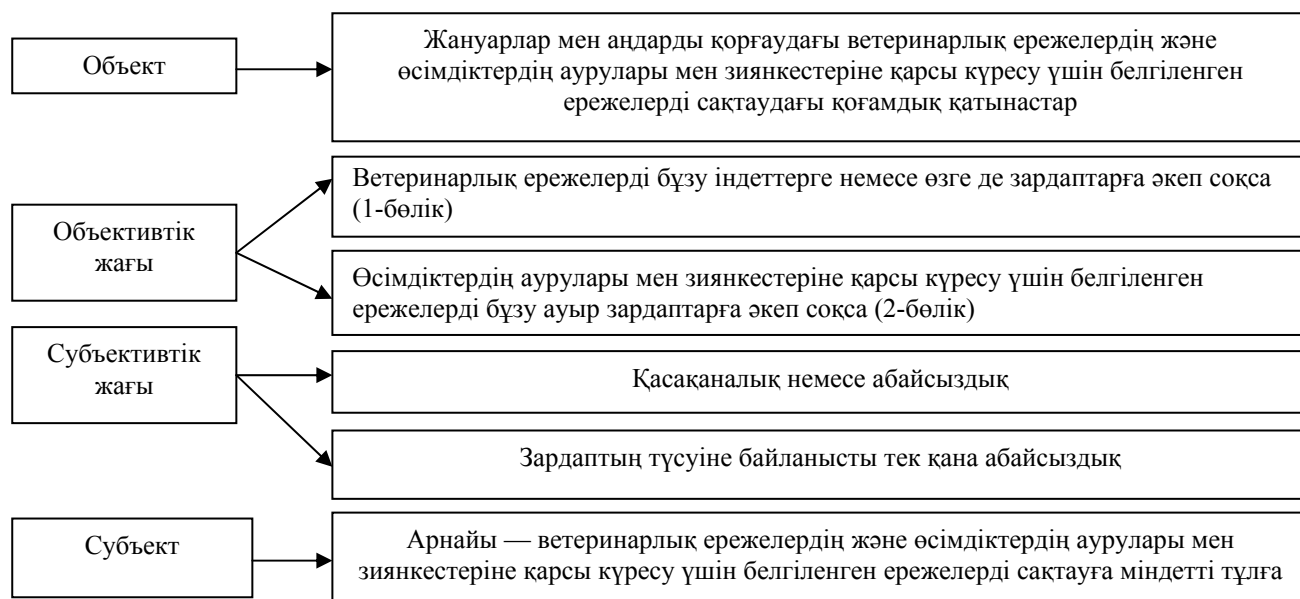 Объект
Жануарлар мен аңдарды қорғаудағы ветеринарлық ережелердің және
өсімдіктердің аурулары мен зиянкестеріне қарсы күресу үшін белгіленген
ережелерді сақтаудағы қоғамдық қатынастар
Объективтік
жағы
Ветеринарлық ережелерді бұзу індеттерге немесе өзге де зардаптарға әкеп соқса
(1-бөлік)
Өсімдіктердің аурулары мен зиянкестеріне қарсы күресу үшін белгіленген
ережелерді бұзу ауыр зардаптарға әкеп соқса (2-бөлік)
Субъективтік
жағы
Қасақаналық немесе абайсыздық
Зардаптың түсуіне байланысты тек қана абайсыздық
Субъект
Арнайы — ветеринарлық ережелердің және өсімдіктердің аурулары мен
зиянкестеріне қарсы күресу үшін белгіленген ережелерді сақтауға міндетті тұлға